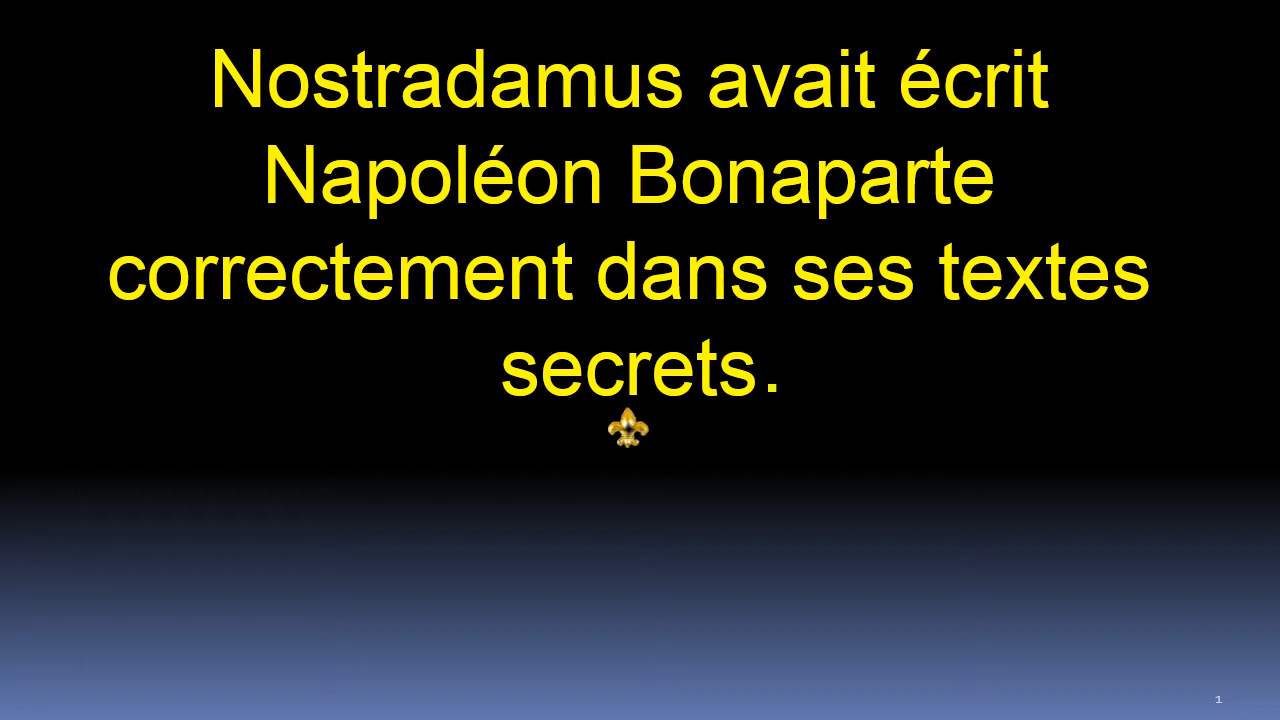 Nostradamus avait écrit
Napoléon Bonaparte
correctement dans ses textes
secrets.
1